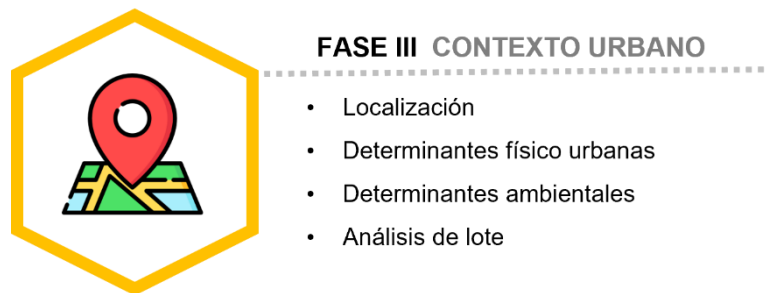 FASE III CONTEXTO URBANO
• Localización
• Determinantes físico urbanas
• Determinantes ambientales
• Análisis de lote